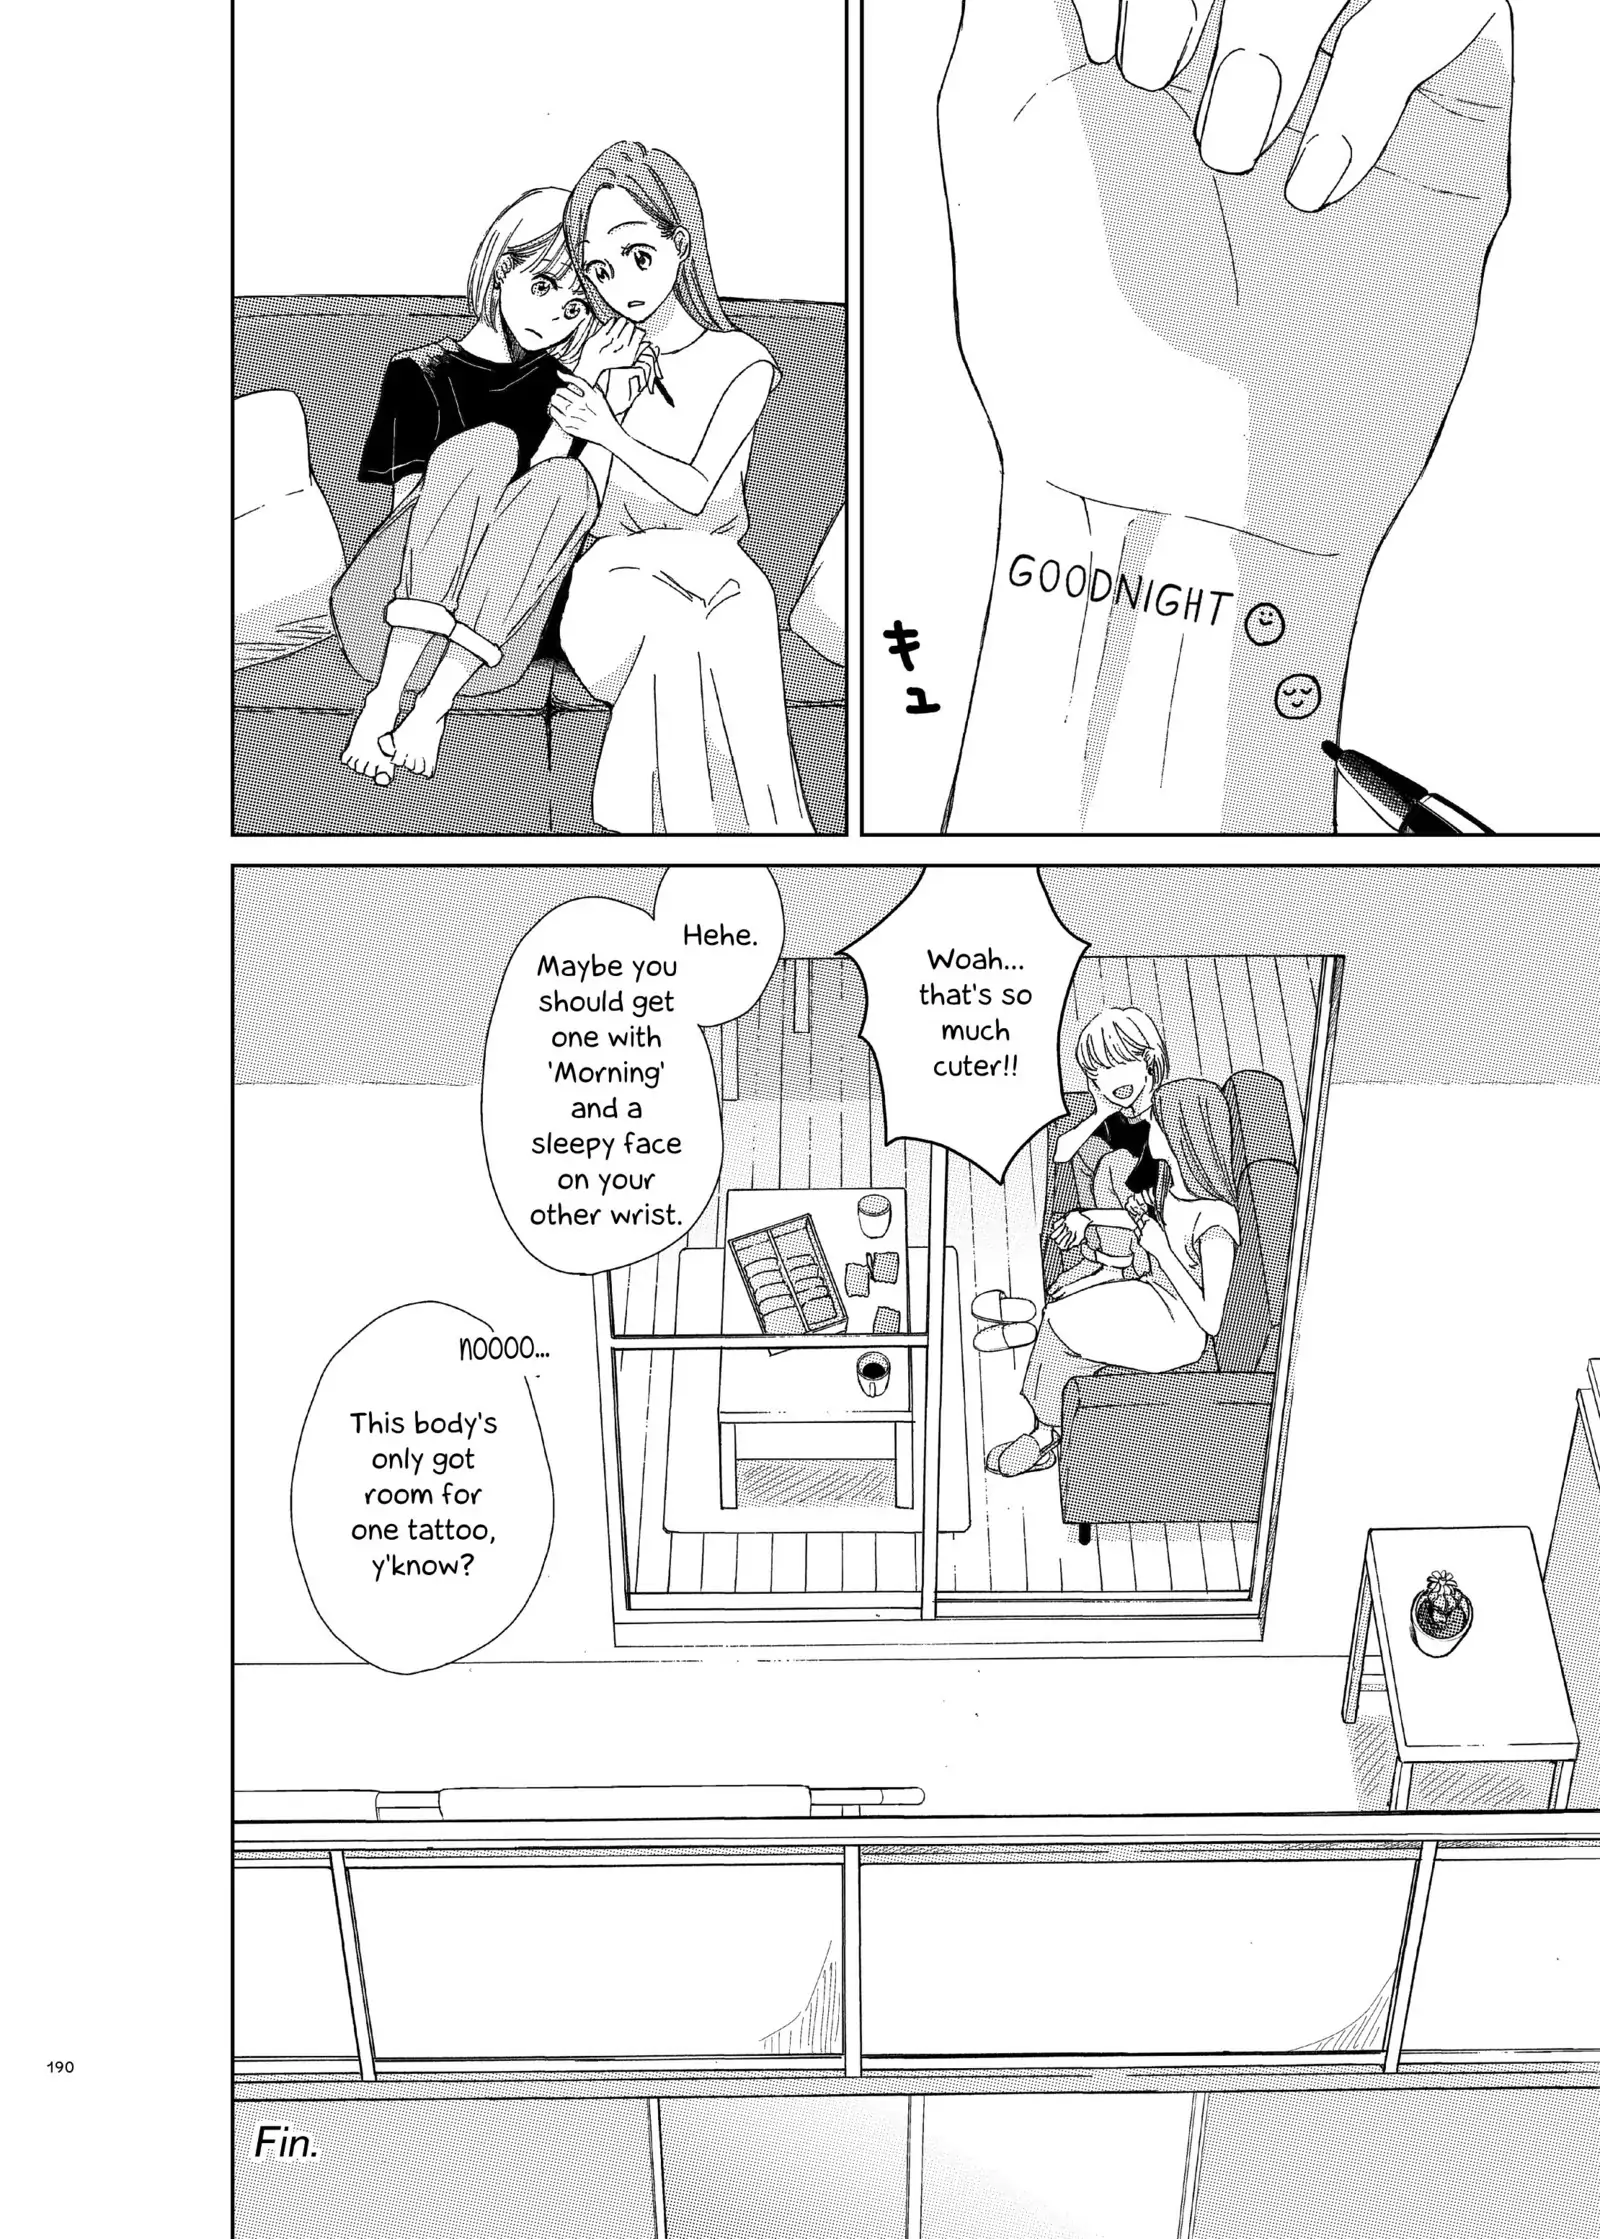 GOODNIGHT
キュ
Woah...
that's so
much
cuter!!
Hehe.
Maybe you
should get
one with
'Morning'
and a
sleepy face
on your
other wrist.
NOOOO...
This body's
only got
room for
one tattoo,
y'know?
190
Fin.